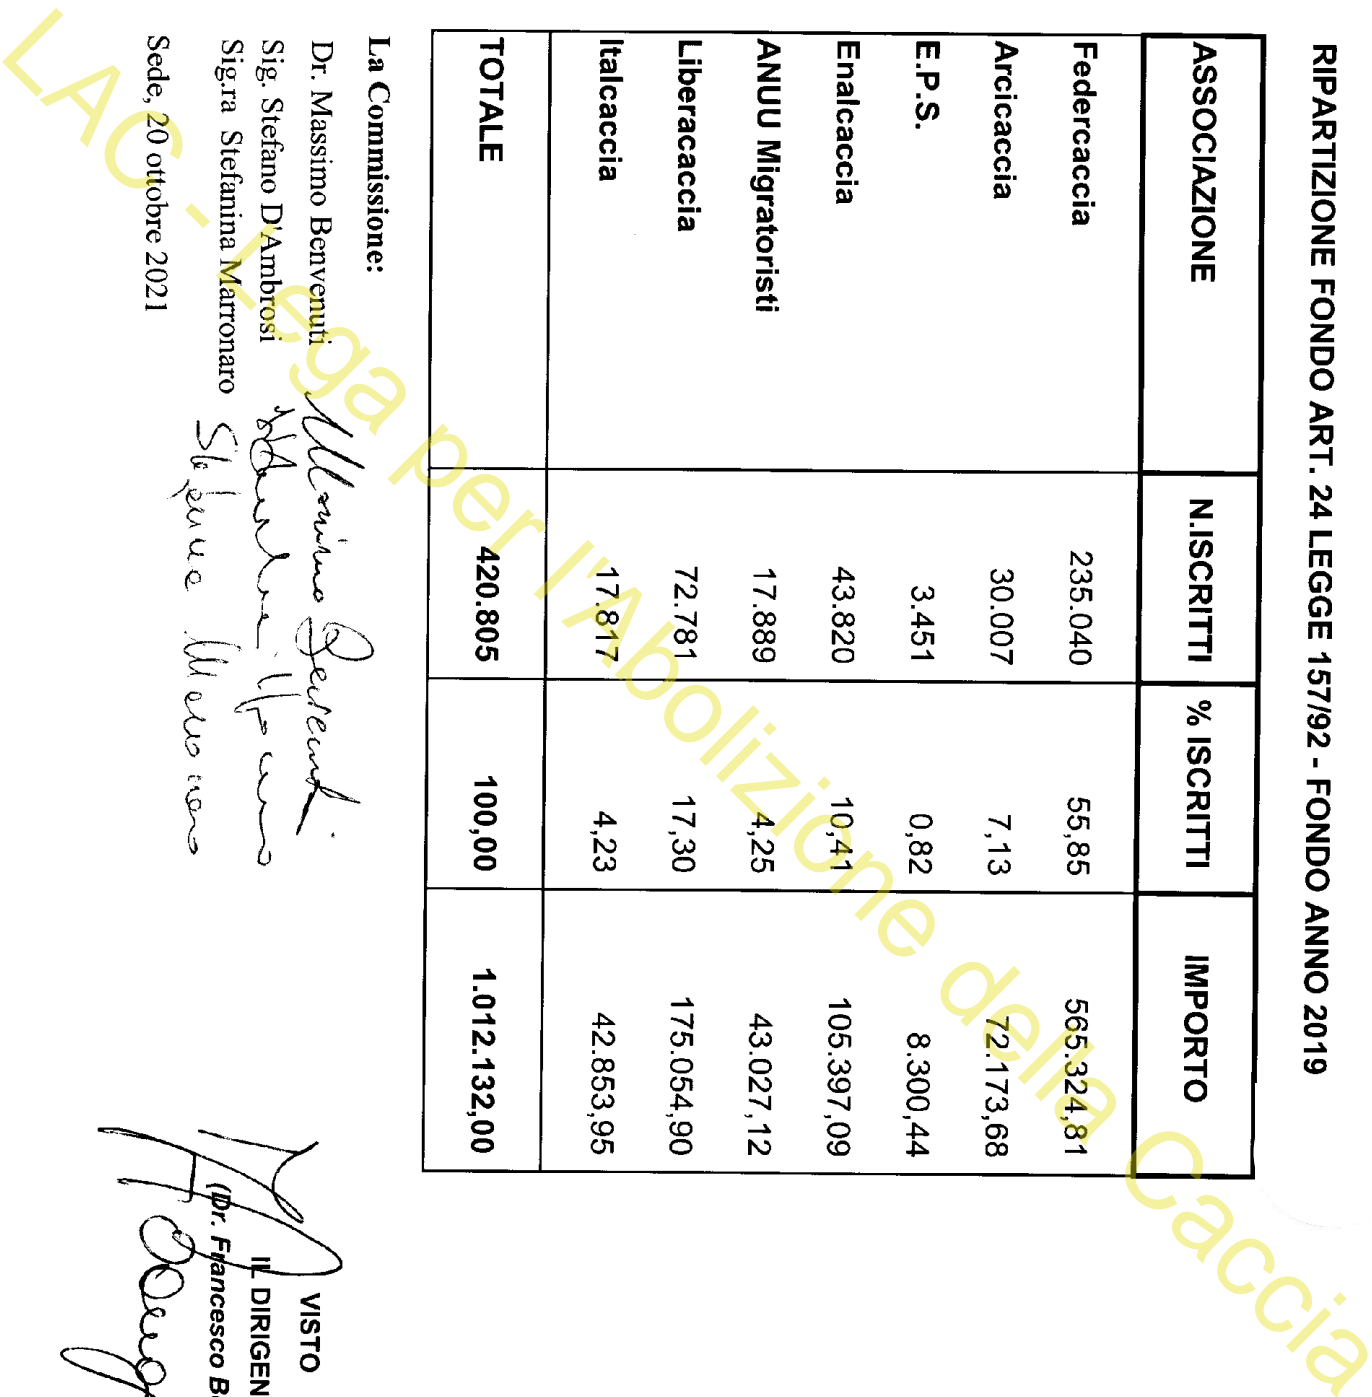 RIPARTIZIONE FONDO ART. 24 LEGGE 157/92 - FONDO ANNO 2019
ASSOCIAZIONE N.ISCRITTI % ISCRITTI IMPORTO
Federcaccia 235.040 55,85 565.324,81
Arcicaccia 30.007 7,13 72.173,68
E.P.S. 3.451 0,82 8.300,44
Enalcaccia 43.820 10,41 105.397,09
ANUU Migratoristi 17.889 4,25 43.027,12
Liberacaccia 72.781 17,30 175.054,90
Italcaccia 17.817 4,23 42.853,95
TOTALE 420.805 100,00 1.012.132,00
La Commissione:
Dr. Massimo Benvenuti
Sig. Stefano D'Ambrosi
Sig.ra Stefanina Marronaro
Sede, 20 ottobre 2021
VISTO
IL DIRIGEN
(Dr. Francesco B
LAC - Lega per l'Abolizione della Caccia